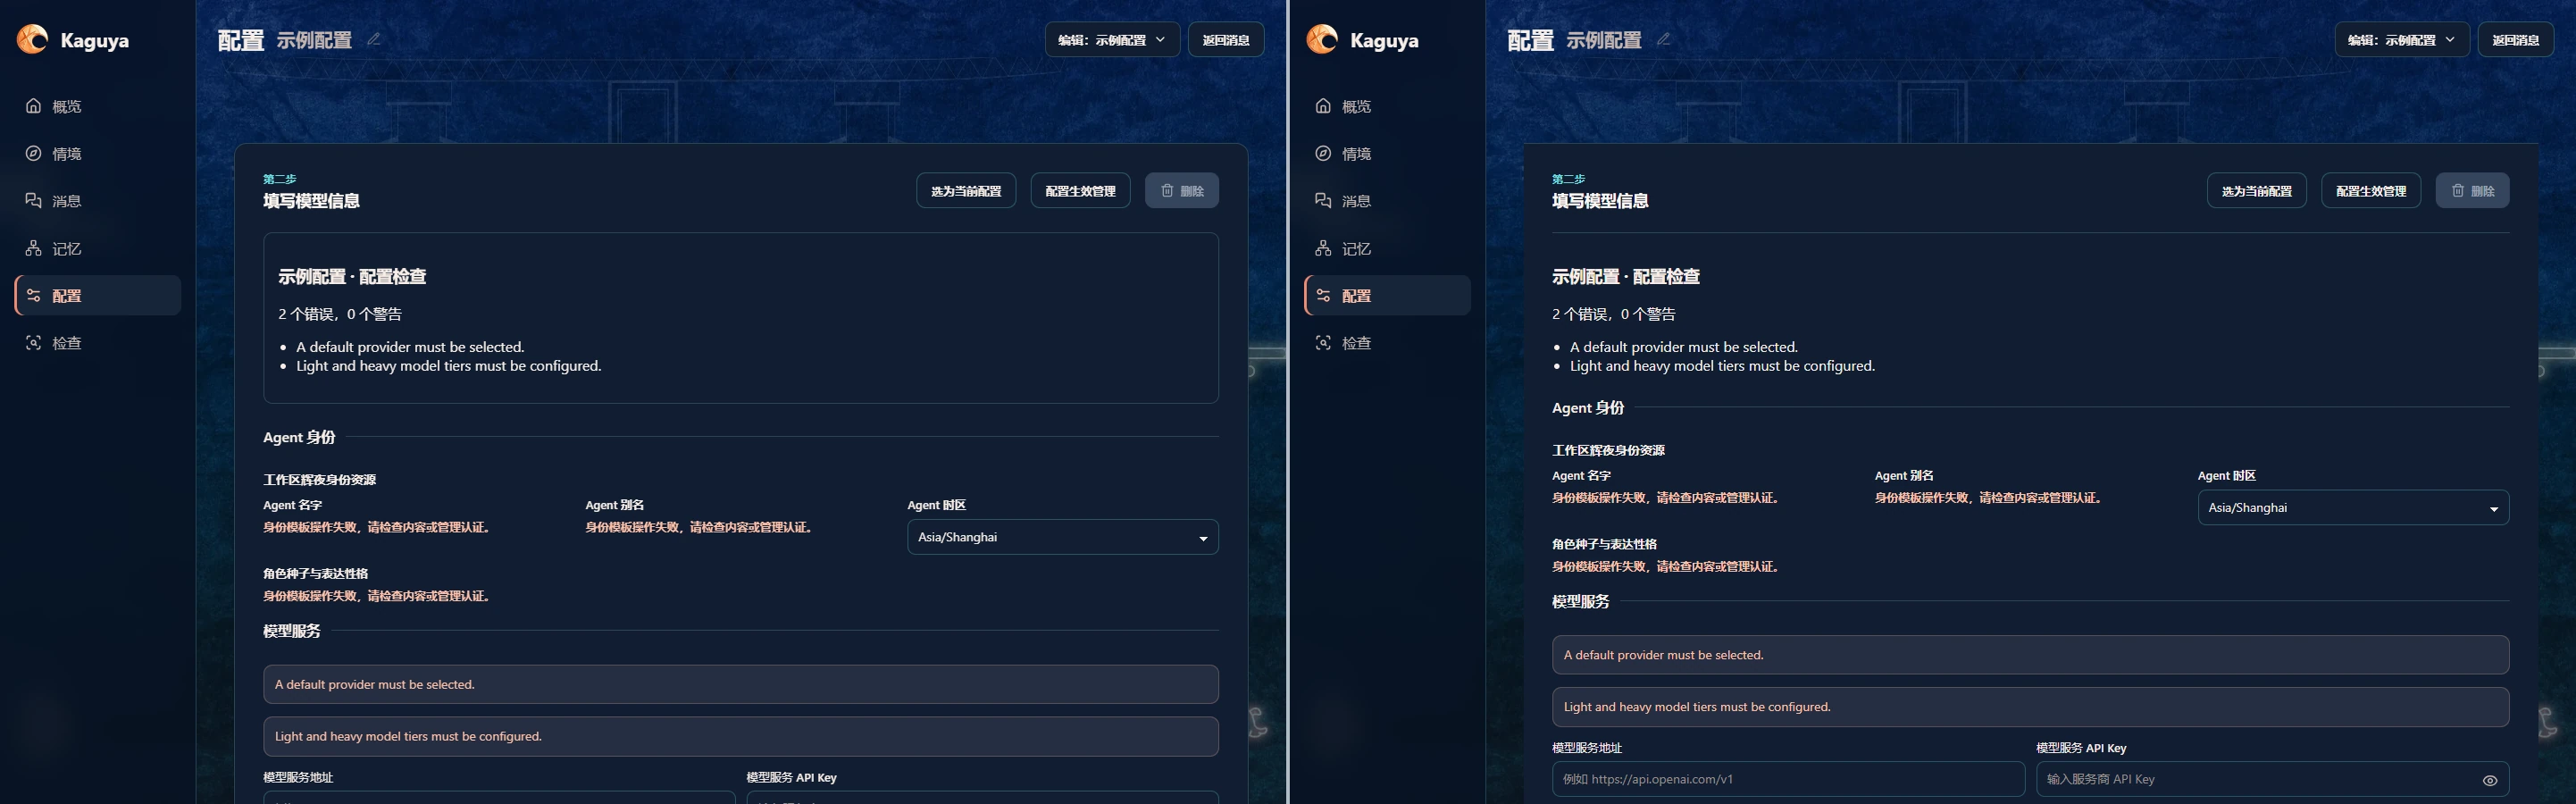 Kaguya
概览
情境
消息
记忆
配置
检查
配置 示例配置
编辑：示例配置
返回消息
第二步
填写模型信息
选为当前配置
配置生效管理
删除
示例配置 · 配置检查
2 个错误，0 个警告
A default provider must be selected.
Light and heavy model tiers must be configured.
Agent 身份
工作区辉夜身份资源
Agent 名字
身份模板操作失败，请检查内容或管理认证。
Agent 别名
身份模板操作失败，请检查内容或管理认证。
Agent 时区
Asia/Shanghai
角色种子与表达性格
身份模板操作失败，请检查内容或管理认证。
模型服务
A default provider must be selected.
Light and heavy model tiers must be configured.
模型服务地址
模型服务 API Key
Kaguya
概览
情境
消息
记忆
配置
检查
配置 示例配置
编辑：示例配置
返回消息
第二步
填写模型信息
选为当前配置
配置生效管理
删除
示例配置 · 配置检查
2 个错误，0 个警告
A default provider must be selected.
Light and heavy model tiers must be configured.
Agent 身份
工作区辉夜身份资源
Agent 名字
身份模板操作失败，请检查内容或管理认证。
Agent 别名
身份模板操作失败，请检查内容或管理认证。
Agent 时区
Asia/Shanghai
角色种子与表达性格
身份模板操作失败，请检查内容或管理认证。
模型服务
A default provider must be selected.
Light and heavy model tiers must be configured.
模型服务地址
例如 https://api.openai.com/v1
模型服务 API Key
输入服务商 API Key